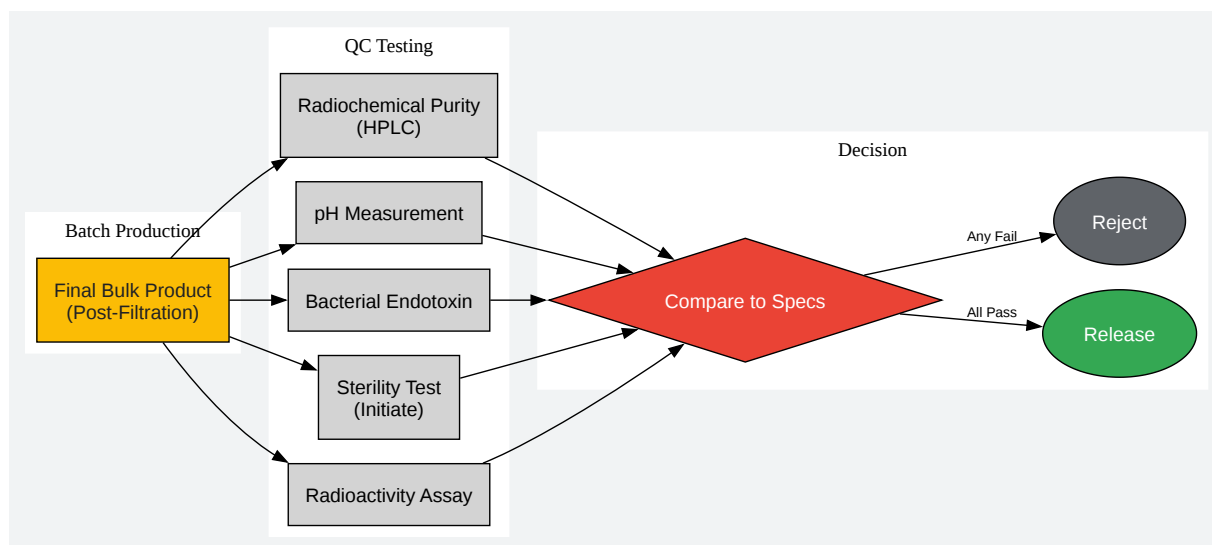 QC Testing
Radiochemical Purity
(HPLC)
pH Measurement
Bacterial Endotoxin
Sterility Test
(Initiate)
Radioactivity Assay
Batch Production
Final Bulk Product
(Post-Filtration)
Decision
Compare to Specs
Any Fail
All Pass
Reject
Release